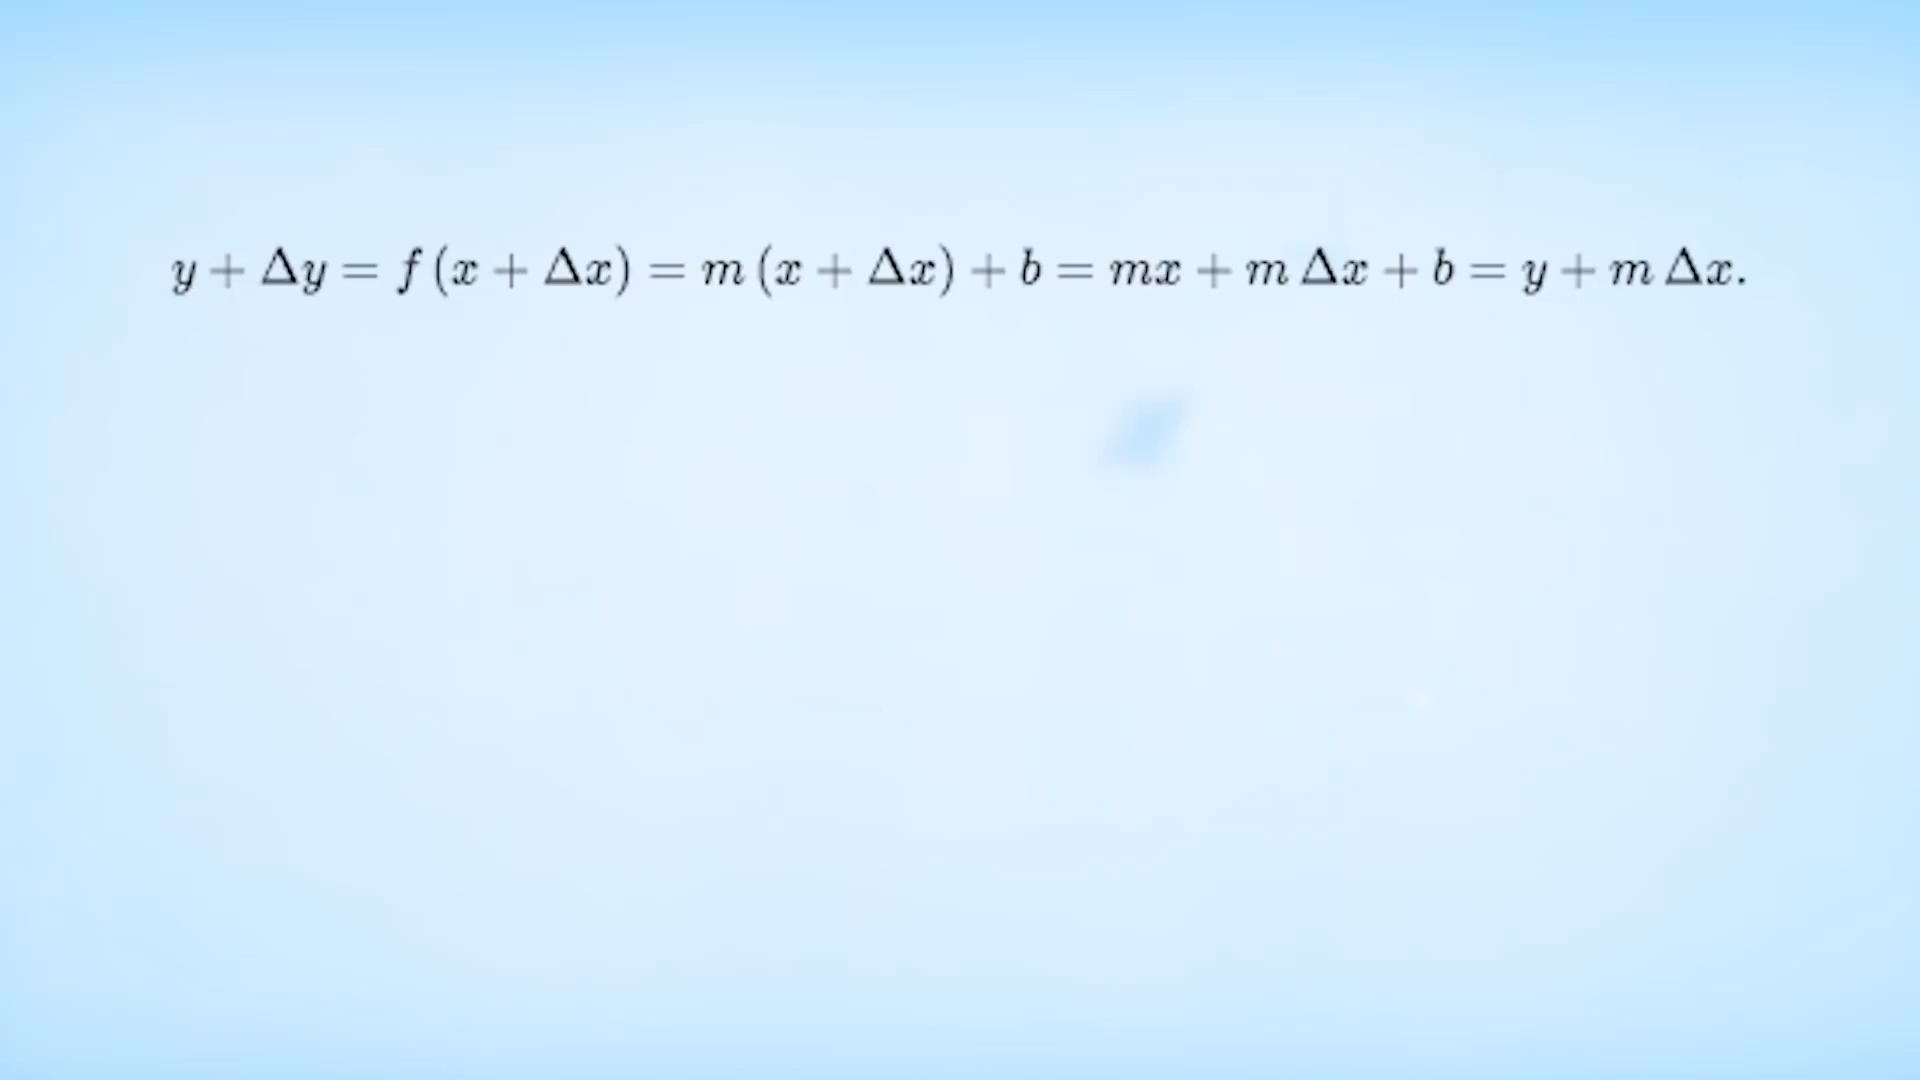 y + Δy = f (x + Δx) = m (x + Δx) + b = mx + m Δx + b = y + m Δx.